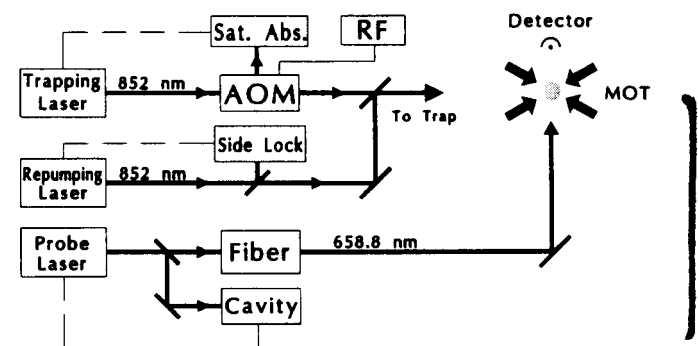 Sat. Abs.
RF
Detector
Trapping
Laser
852 nm
AOM
To Trap
MOT
Side Lock
Repumping
Laser
852 nm
Probe
Laser
Fiber
658.8 nm
Cavity